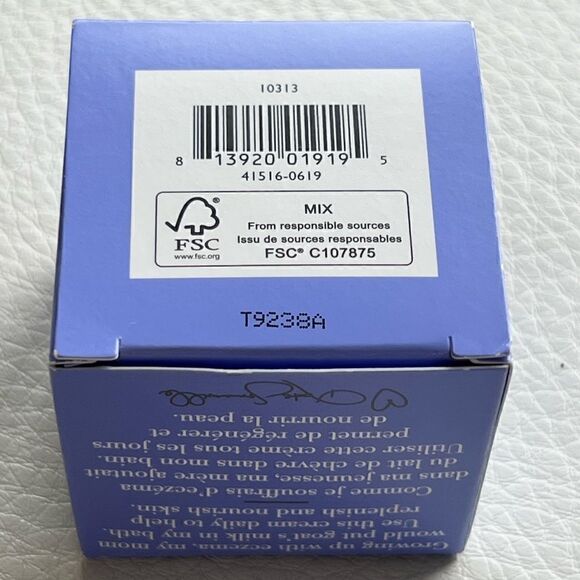 10313
8 13920 01919 5
41516-0619
FSC®
www.fsc.org
MIX
From responsible sources
Issu de sources responsables
FSC® C107875
T9238A
Growing up with eczema, my mom
would put goat's milk in my bath.
Use this cream daily to help
replenish and nourish skin.
Comme je souffrais d'eczéma
dans ma jeunesse, ma mère ajoutait
du lait de chèvre dans mon bain.
Utiliser cette crème tous les jours
permet de régénérer et
de nourrir la peau.